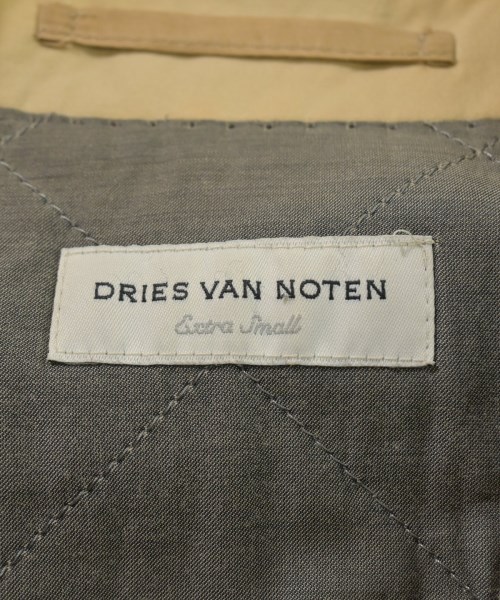 DRIES VAN NOTEN
Extra Small